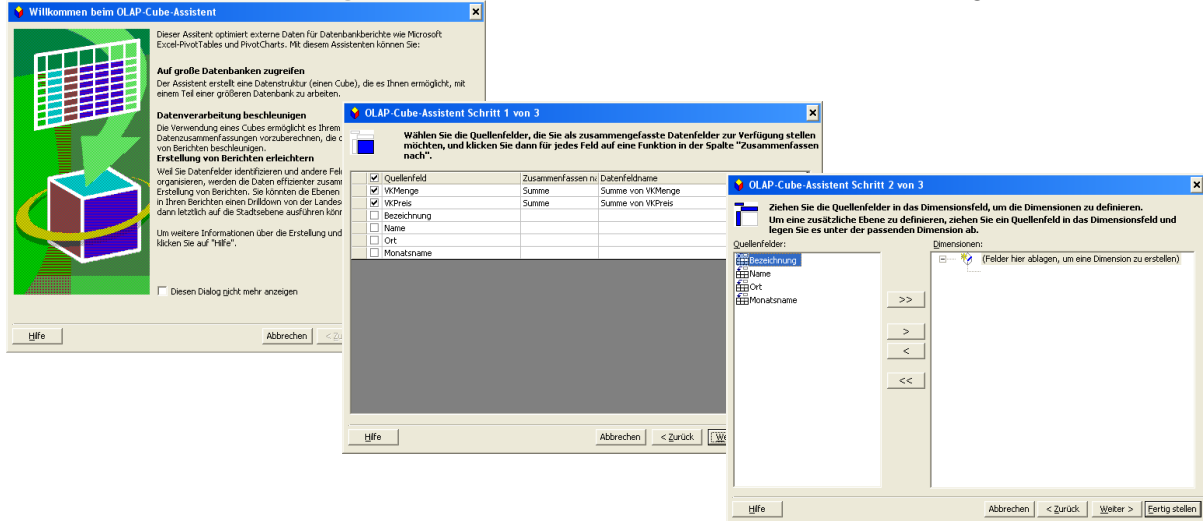 Willkommen beim OLAP-Cube-Assistent
Dieser Assitent optimiert externe Daten für Datenbankberichte wie Microsoft
Excel-PivotTables und PivotCharts. Mit diesem Assistenten können Sie:
Auf große Datenbanken zugreifen
Der Assistent erstellt eine Datenstruktur (einen Cube), die es Ihnen ermöglicht, mit
einem Teil einer größeren Datenbank zu arbeiten.
Datenverarbeitung beschleunigen
Die Verwendung eines Cubes ermöglicht es Ihrem
Datenzusammenfassungen vorzuberechnen, die
von Berichten beschleunigen.
Erstellung von Berichten erleichtern
Weil Sie Datenfelder identifizieren und andere
organisieren, werden die Daten effizienter
Erstellung von Berichten. Sie könnten die Ebenen
in Ihren Berichten einen Drilldown von der
dann letztlich auf die Stadtsebene ausführen
Um weitere Informationen über die Erstellung und
klicken Sie auf "Hilfe".
Diesen Dialog nicht mehr anzeigen
Hilfe
Abbrechen
OLAP-Cube-Assistent Schritt 1 von 3
Wählen Sie die Quellenfelder, die Sie als zusammengefasste Datenfelder zur Verfügung stellen
möchten, und klicken Sie dann für jedes Feld auf eine Funktion in der Spalte "Zusammenfassen
nach".
Quellenfeld Zusammenfassen na Datenfeldname
VKMenge Summe Summe von VKMenge
VKPreis Summe Summe von VKPreis
Bezeichnung
Name
Ort
Monatsname
Hilfe
Abbrechen
< Zurück
OLAP-Cube-Assistent Schritt 2 von 3
Ziehen Sie die Quellenfelder in das Dimensionsfeld, um die Dimensionen zu definieren.
Um eine zusätzliche Ebene zu definieren, ziehen Sie ein Quellenfeld in das Dimensionsfeld und
legen Sie es unter der passenden Dimension ab.
Quellenfelder:
Bezeichnung
Name
Ort
Monatsname
>>
>
<
<<
Dimensionen:
(Felder hier ablagen, um eine Dimension zu erstellen)
Hilfe
Abbrechen
< Zurück
Weiter >
Fertig stellen